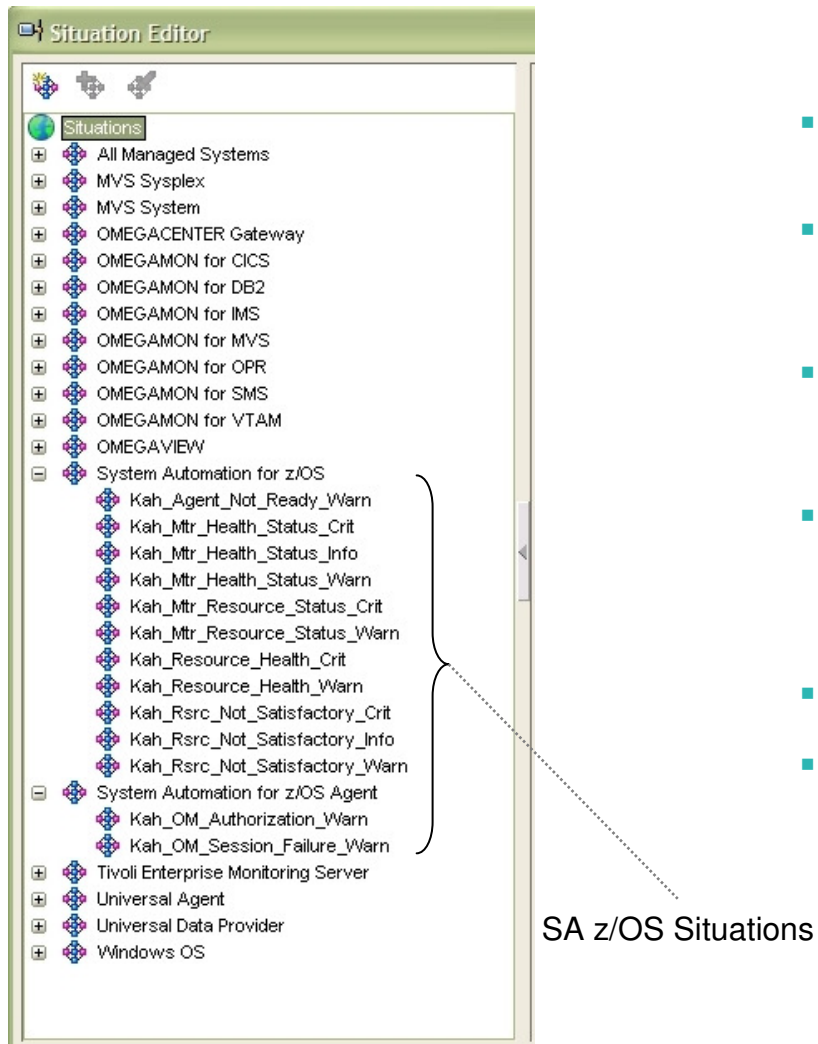 Situation Editor
Situations
All Managed Systems
MVS Sysplex
MVS System
OMEGACENTER Gateway
OMEGAMON for CICS
OMEGAMON for DB2
OMEGAMON for IMS
OMEGAMON for MVS
OMEGAMON for OPR
OMEGAMON for SMS
OMEGAMON for VTAM
OMEGAVIEW
System Automation for z/OS
Kah_Agent_Not_Ready_Warn
Kah_Mtr_Health_Status_Crit
Kah_Mtr_Health_Status_Info
Kah_Mtr_Health_Status_Warn
Kah_Mtr_Resource_Status_Crit
Kah_Mtr_Resource_Status_Warn
Kah_Resource_Health_Crit
Kah_Resource_Health_Warn
Kah_Rsrc_Not_Satisfactory_Crit
Kah_Rsrc_Not_Satisfactory_Info
Kah_Rsrc_Not_Satisfactory_Warn
System Automation for z/OS Agent
Kah_OM_Authorization_Warn
Kah_OM_Session_Failure_Warn
Tivoli Enterprise Monitoring Server
Universal Agent
Universal Data Provider
Windows OS
SA z/OS Situations